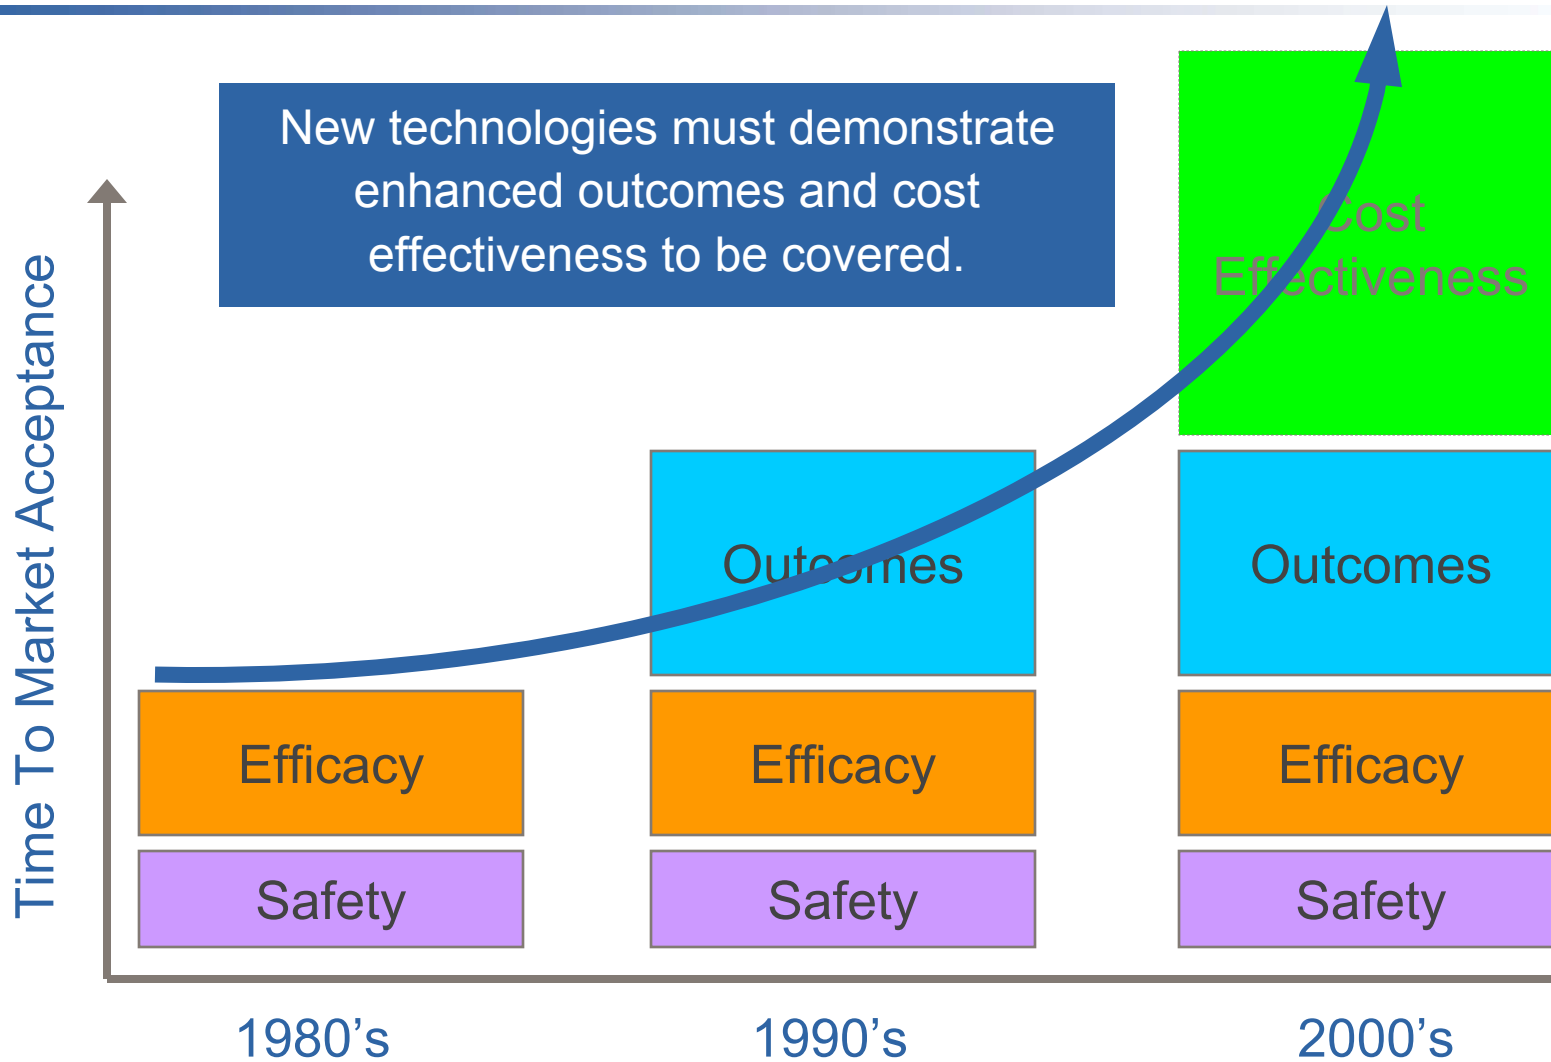 New technologies must demonstrate
enhanced outcomes and cost
effectiveness to be covered.
Time To Market Acceptance
Cost
Effectiveness
Outcomes
Outcomes
Efficacy
Efficacy
Efficacy
Safety
Safety
Safety
1980’s
1990’s
2000’s